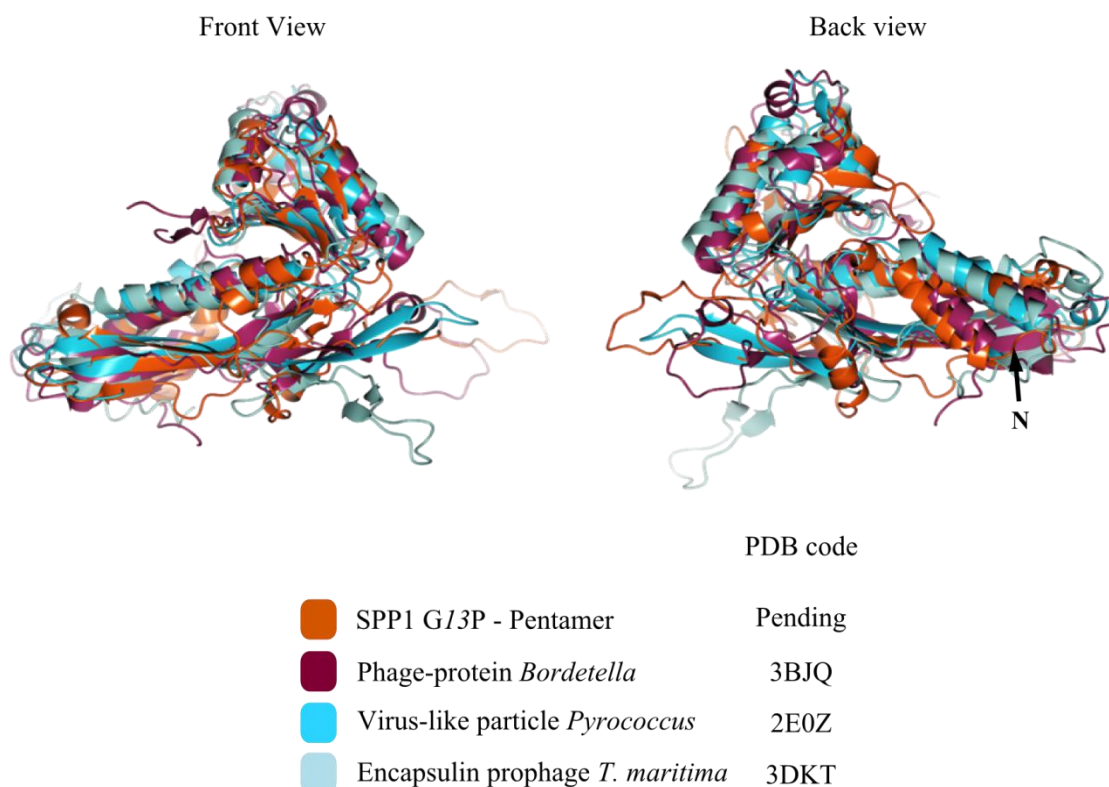 Front View
Back view
N
PDB code
SPP1 G13P - Pentamer Pending
Phage-protein Bordetella 3BJQ
Virus-like particle Pyrococcus 2E0Z
Encapsulin prophage T. maritima 3DKT